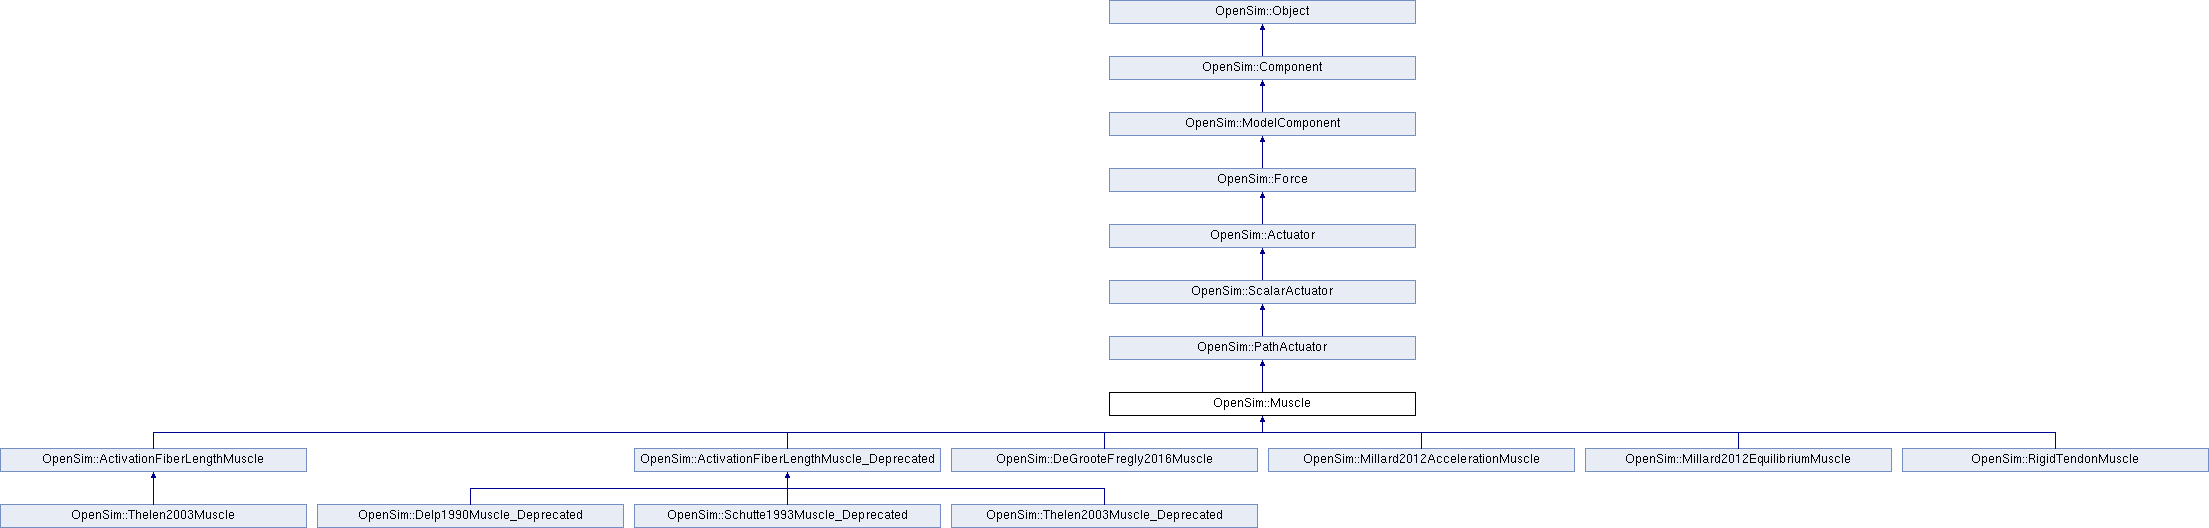 OpenSim::Object
OpenSim::Component
OpenSim::ModelComponent
OpenSim::Force
OpenSim::Actuator
OpenSim::ScalarActuator
OpenSim::PathActuator
OpenSim::Muscle
OpenSim::ActivationFiberLengthMuscle
OpenSim::ActivationFiberLengthMuscle_Deprecated
OpenSim::DeGrooteFregly2016Muscle
OpenSim::Millard2012AccelerationMuscle
OpenSim::Millard2012EquilibriumMuscle
OpenSim::RigidTendonMuscle
OpenSim::Thelen2003Muscle
OpenSim::Delp1990Muscle_Deprecated
OpenSim::Schutte1993Muscle_Deprecated
OpenSim::Thelen2003Muscle_Deprecated